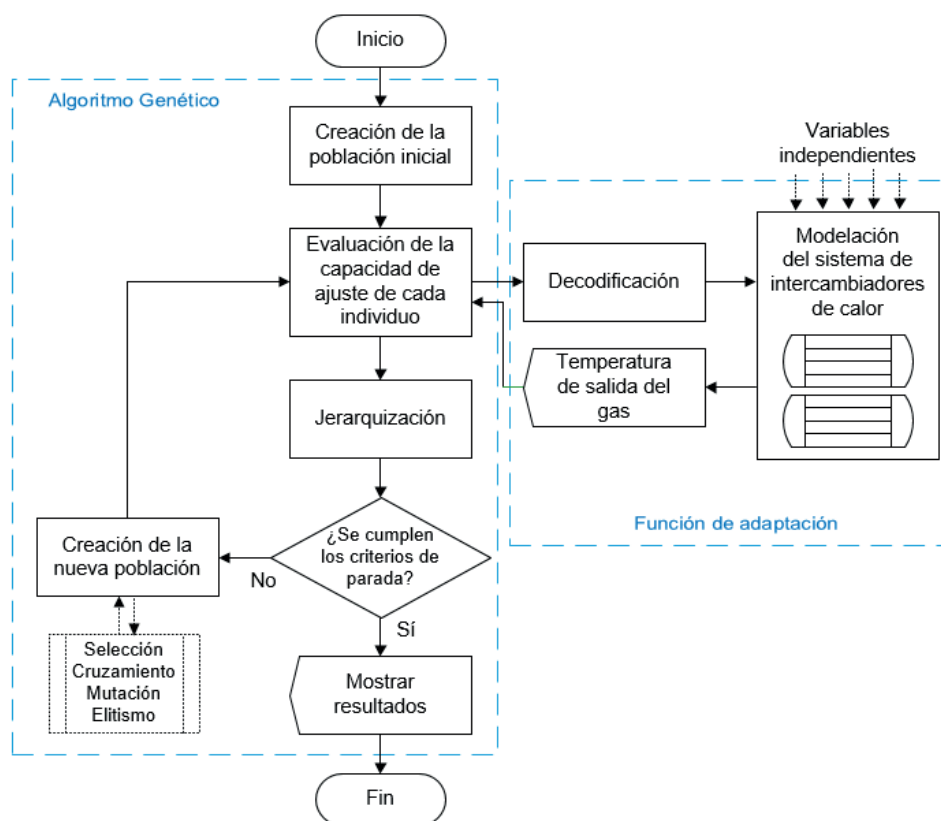 Inicio
Algoritmo Genético
Creación de la
población inicial
Variables
independientes
Evaluación de la
capacidad de
ajuste de cada
individuo
Decodificación
Modelación
del sistema de
intercambiadores
de calor
Temperatura
de salida del
gas
Jerarquización
Función de adaptación
¿Se cumplen
los criterios de
parada?
No
Creación de la
nueva población
Sí
Selección
Cruzamiento
Mutación
Elitismo
Mostrar
resultados
Fin